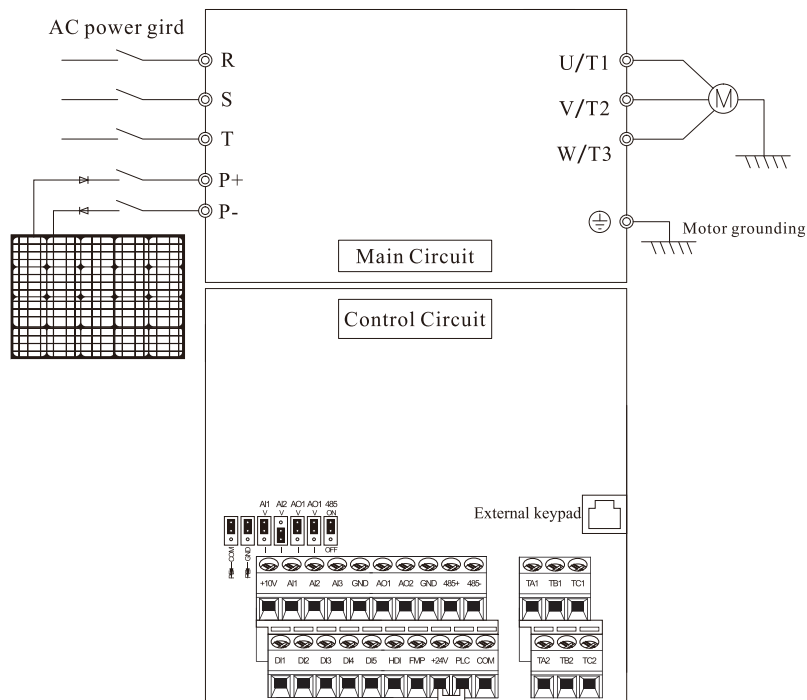 AC power gird
R
S
T
P+
P-
U/T1
V/T2
W/T3
M
Motor grounding
Main Circuit
Control Circuit
External keypad
AI1 AI2 AO1 AO1 485
V V V V ON
I I I I OFF
COM
GND
+10V AI1 AI2 AI3 GND AO1 AO2 GND 485+ 485-
TA1 TB1 TC1
DI1 DI2 DI3 DI4 DI5 HDI FMP +24V PLC COM
TA2 TB2 TC2